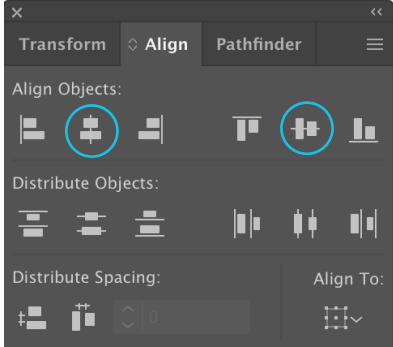 Transform Align Pathfinder
Align Objects:
Distribute Objects:
Distribute Spacing: Align To:
0